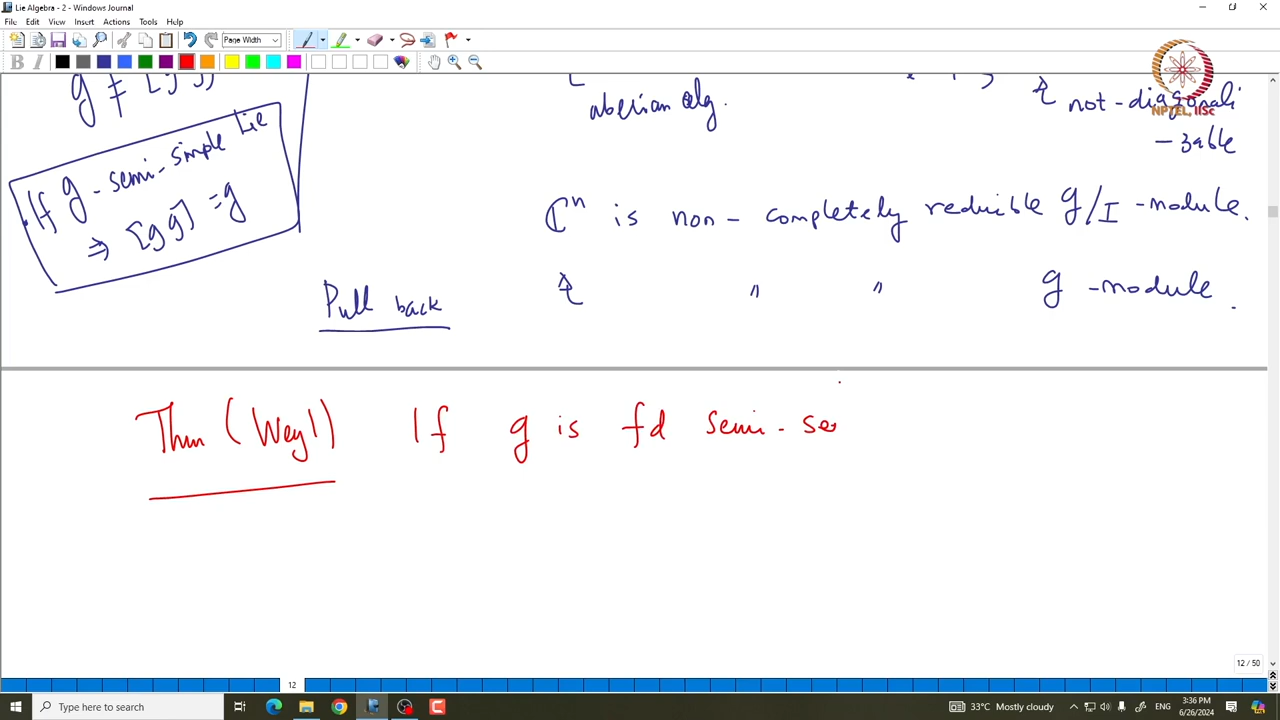 Lie Algebra - 2 - Windows Journal
File Edit View Insert Actions Tools Help
Page Width
B i
g ≠ [g g]
abelian alg.
not-diagonali
-zable
NPTEL, IISc
If g - semi-simple Lie
⇒ [g g] = g
ℂⁿ is non-completely reducible g/I -module.
Pull back " " g -module.
Thm (Weyl) If g is fd semi-se
12 / 50
12
Type here to search
33°C Mostly cloudy
3:36 PM
6/26/2024